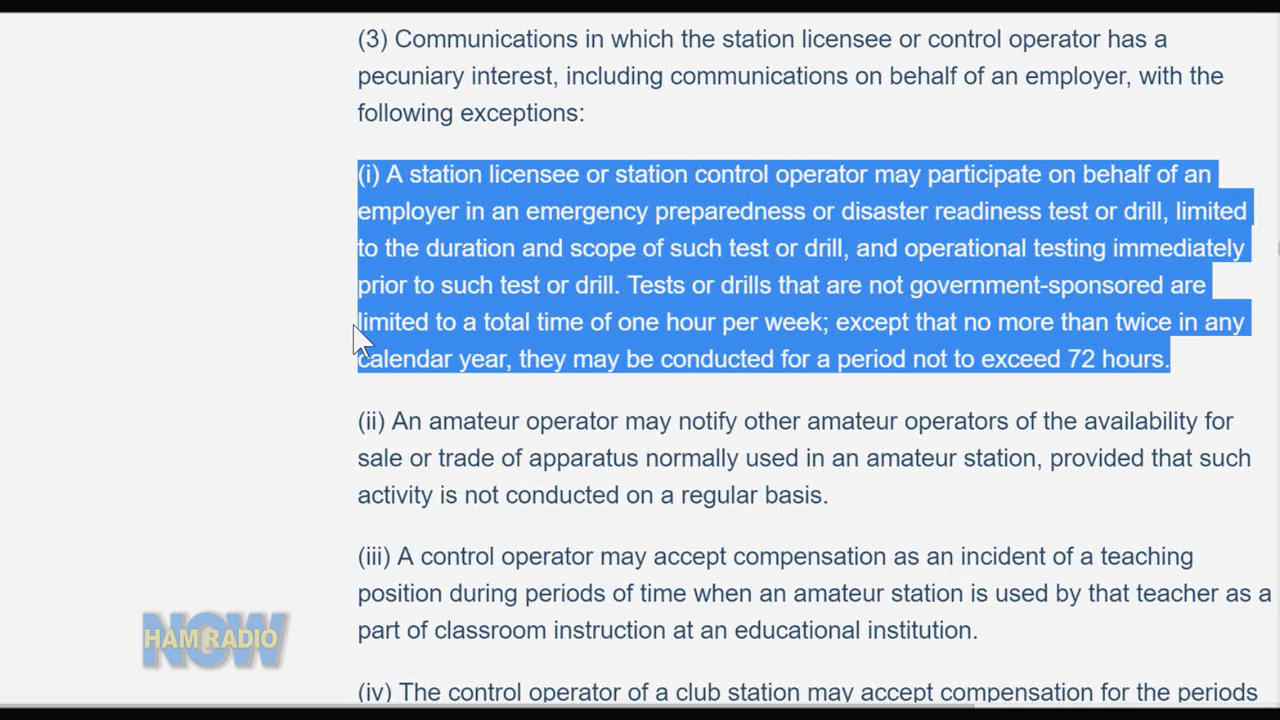 (3) Communications in which the station licensee or control operator has a
pecuniary interest, including communications on behalf of an employer, with the
following exceptions:
(i) A station licensee or station control operator may participate on behalf of an
employer in an emergency preparedness or disaster readiness test or drill, limited
to the duration and scope of such test or drill, and operational testing immediately
prior to such test or drill. Tests or drills that are not government-sponsored are
limited to a total time of one hour per week; except that no more than twice in any
calendar year, they may be conducted for a period not to exceed 72 hours.
(ii) An amateur operator may notify other amateur operators of the availability for
sale or trade of apparatus normally used in an amateur station, provided that such
activity is not conducted on a regular basis.
(iii) A control operator may accept compensation as an incident of a teaching
position during periods of time when an amateur station is used by that teacher as a
part of classroom instruction at an educational institution.
(iv) The control operator of a club station may accept compensation for the periods
NOW
HAM RADIO